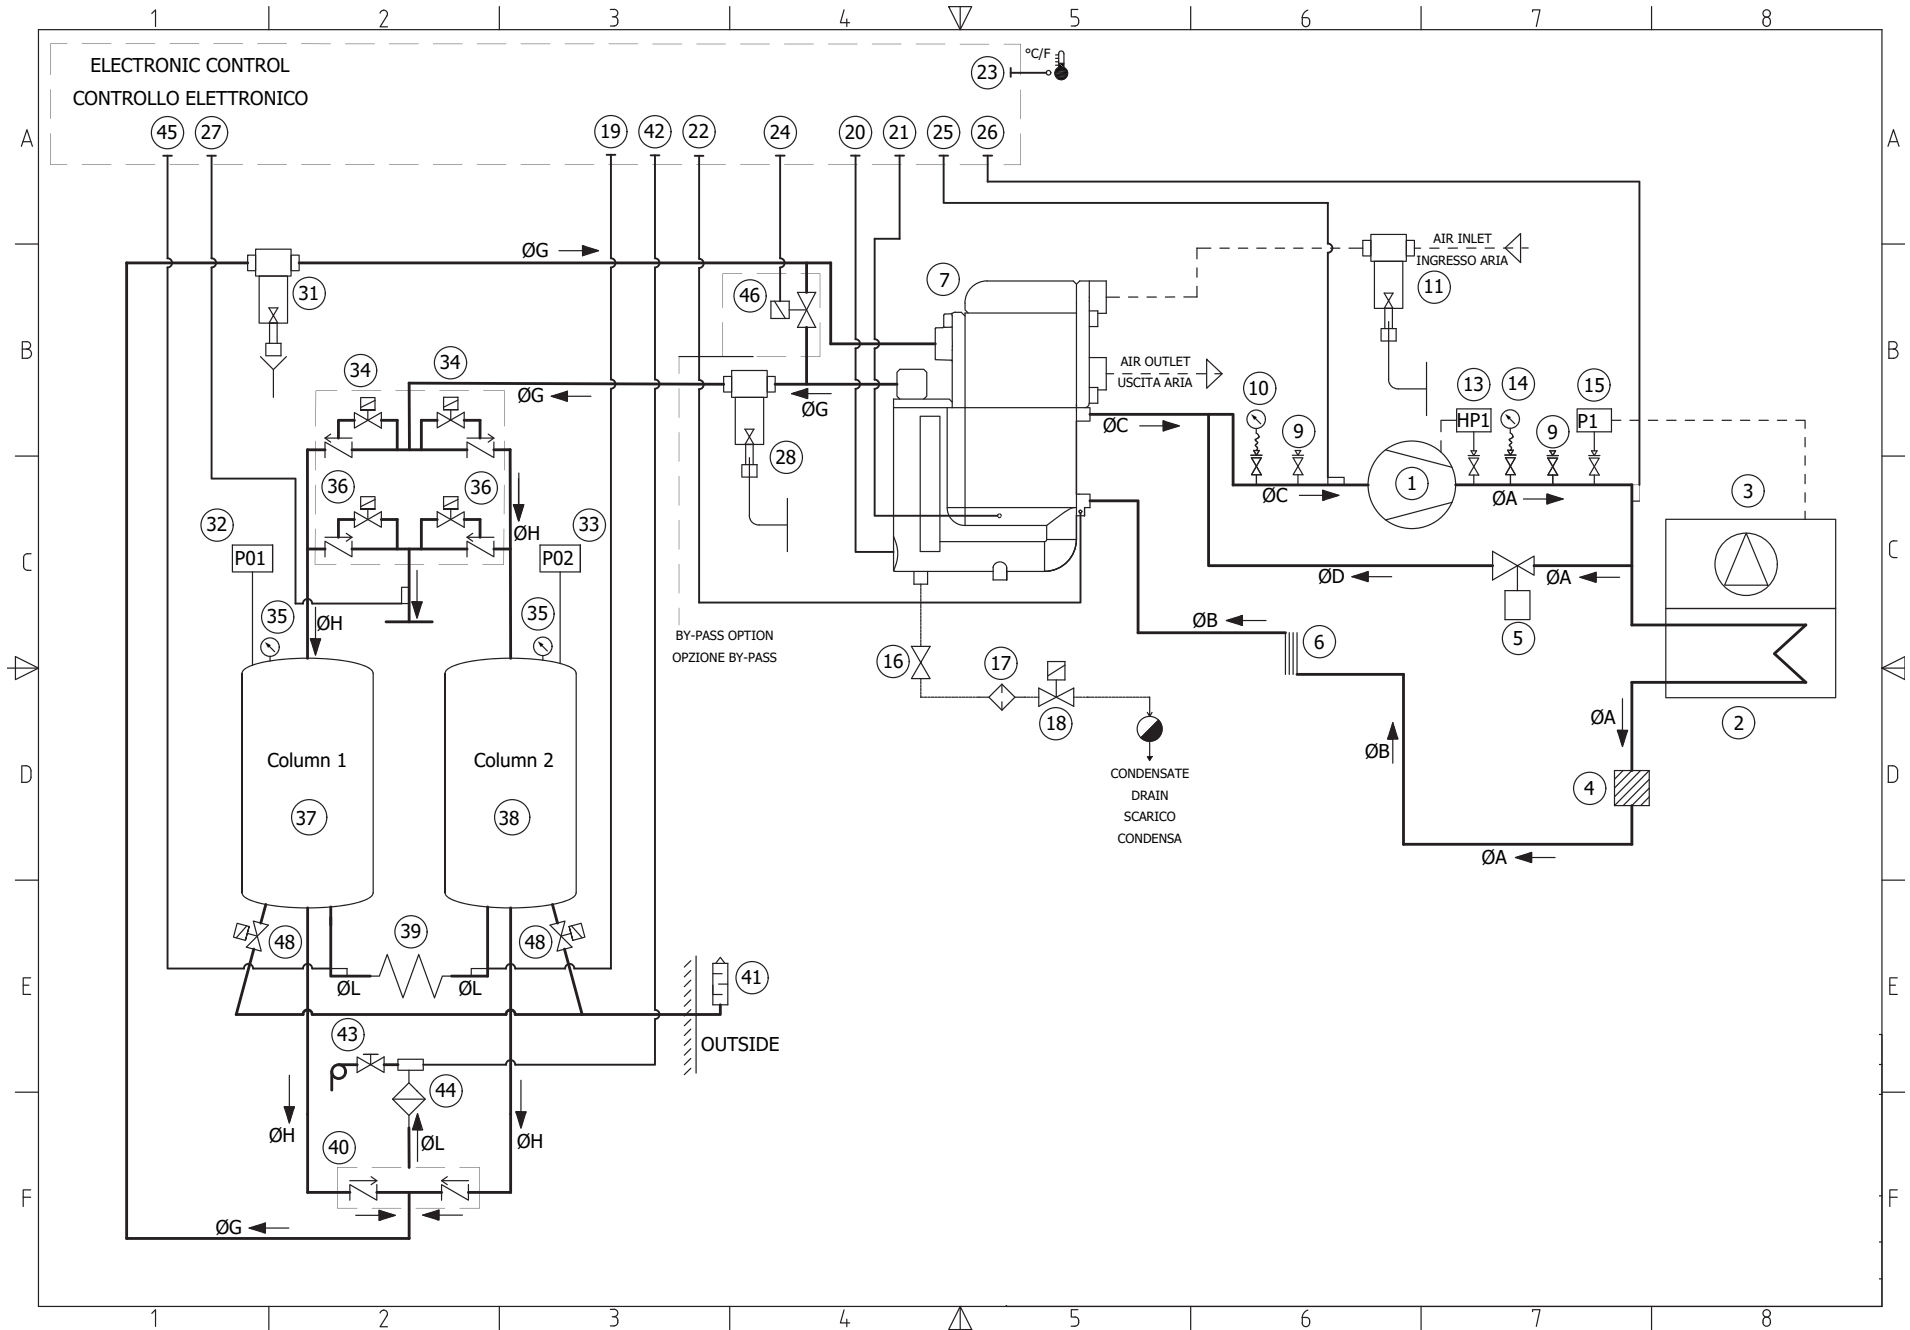 1 2 3 4 5 6 7 8
ELECTRONIC CONTROL
CONTROLLO ELETTRONICO
23 °C/F
45 27 19 42 22 24 20 21 25 26
A A
ØG
AIR INLET
INGRESSO ARIA
31 46 7 11
B B
AIR OUTLET
USCITA ARIA
34 34 ØG ØG
10 13 14 15
HP1 P1
ØC 9 9
28
36 36 1 3
ØC ØA
32 ØH 33
P01 P02
C C
ØD ØA
35 35 ØH
ØB 6 5
BY-PASS OPTION
OPZIONE BY-PASS
16 17
18 ØA 2
ØB
Column 1 Column 2
D D
CONDENSATE
DRAIN
SCARICO
CONDENSA
4
37 38
ØA
48 39 48
41
E E
ØL ØL
43 OUTSIDE
44
ØH 40 ØL ØH
F F
ØG
1 2 3 4 5 6 7 8